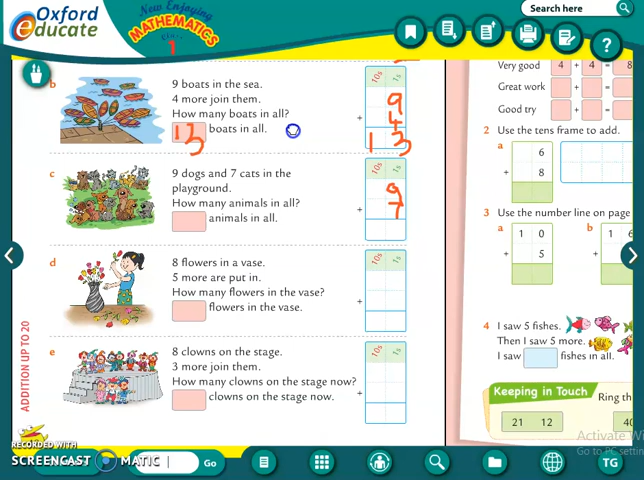 Oxford
educate
New Enjoying
MATHEMATICS
Class
1
Search here
?
b
9 boats in the sea.
4 more join them.
How many boats in all?
13 boats in all.
10s 1s
9
+ 4
1 3
c
9 dogs and 7 cats in the
playground.
How many animals in all?
animals in all.
10s 1s
9
+ 7
d
8 flowers in a vase.
5 more are put in.
How many flowers in the vase?
flowers in the vase.
10s 1s
+
e
8 clowns on the stage.
3 more join them.
How many clowns on the stage now?
clowns on the stage now.
10s 1s
+
ADDITION UP TO 20
Very good 4 + 4 = 8
Great work + =
Good try + =
2 Use the tens frame to add.
a
6
+ 8
3 Use the number line on page
a 1 0
+ 5
b 1 6
+
4 I saw 5 fishes.
Then I saw 5 more.
I saw fishes in all.
Keeping in Touch
Ring th
21 12
40
Activate Wi
Go to PC setting
RECORDED WITH
SCREENCAST MATIC
Go
TG